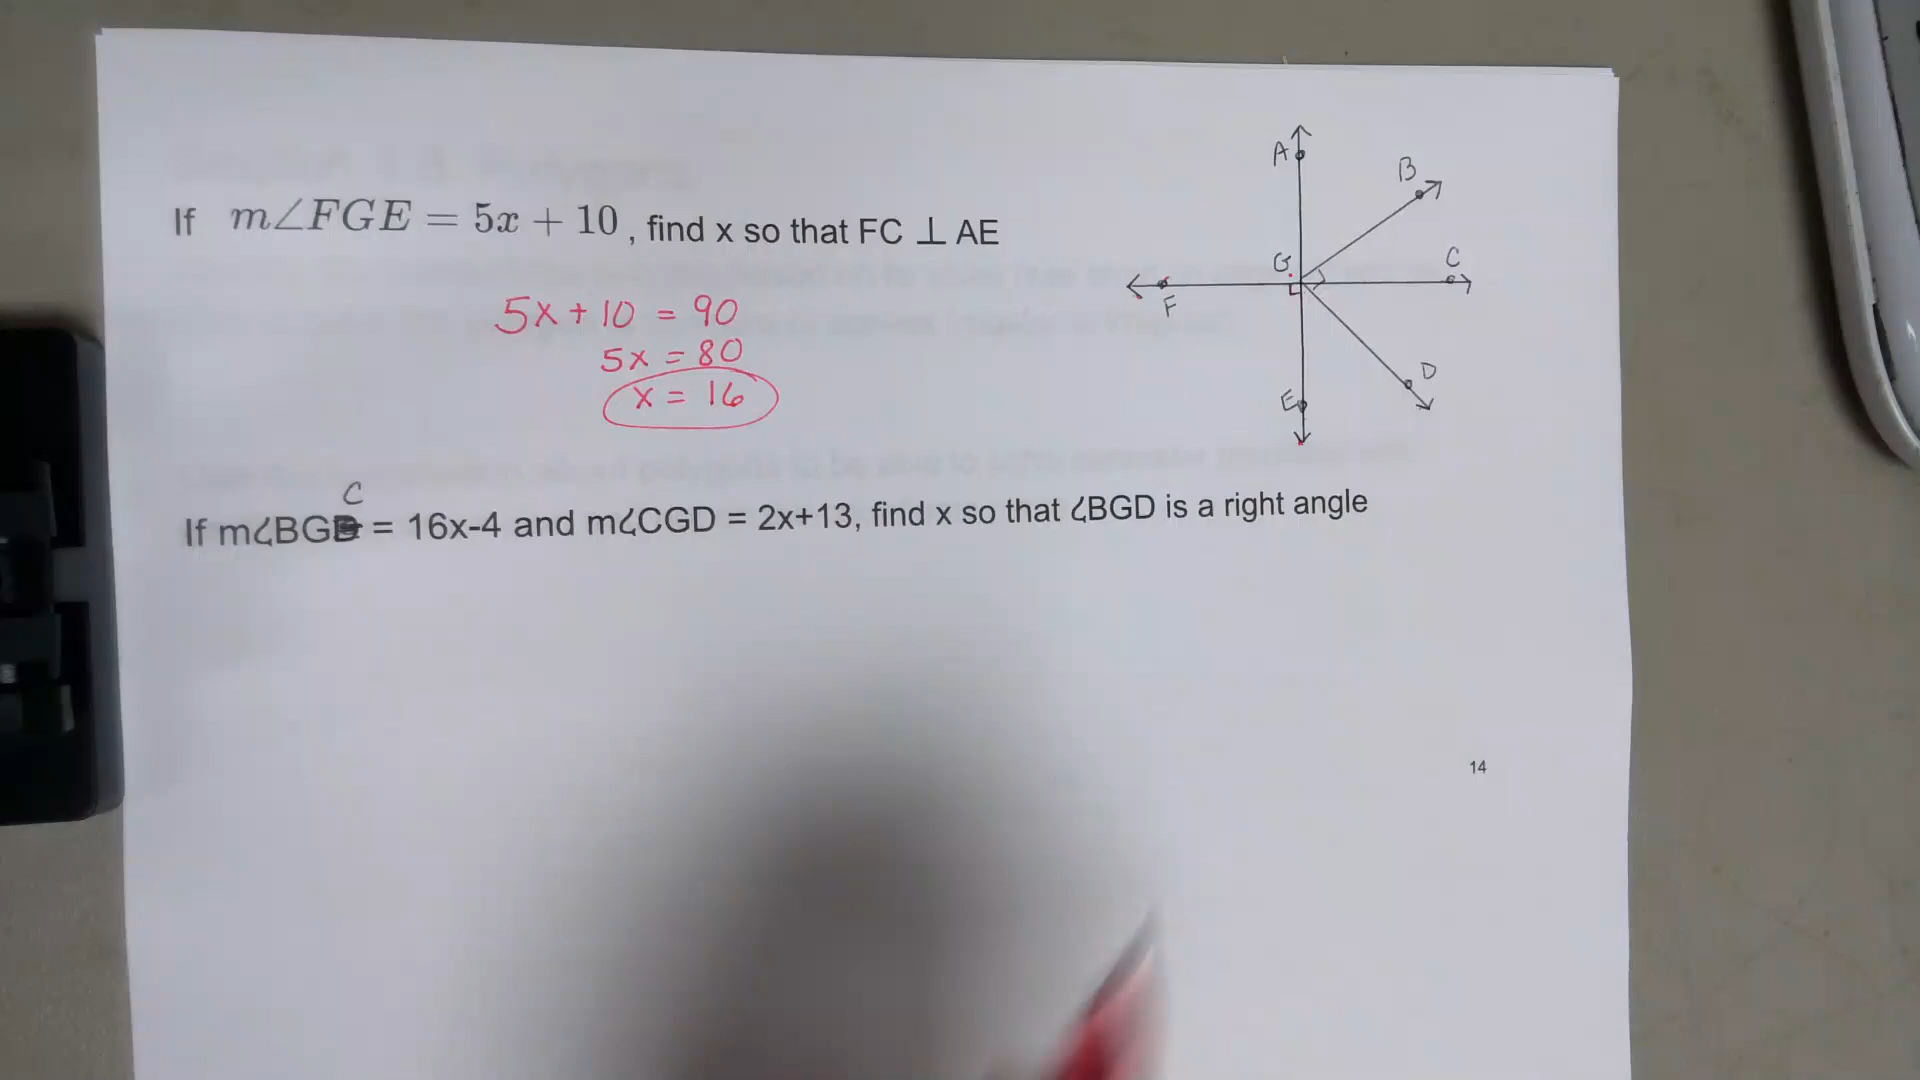 If m∠FGE = 5x + 10, find x so that FC ⊥ AE
5x + 10 = 90
5x = 80
x = 16
A
B
G
C
F
D
E
C
If m∠BGD = 16x-4 and m∠CGD = 2x+13, find x so that ∠BGD is a right angle
14